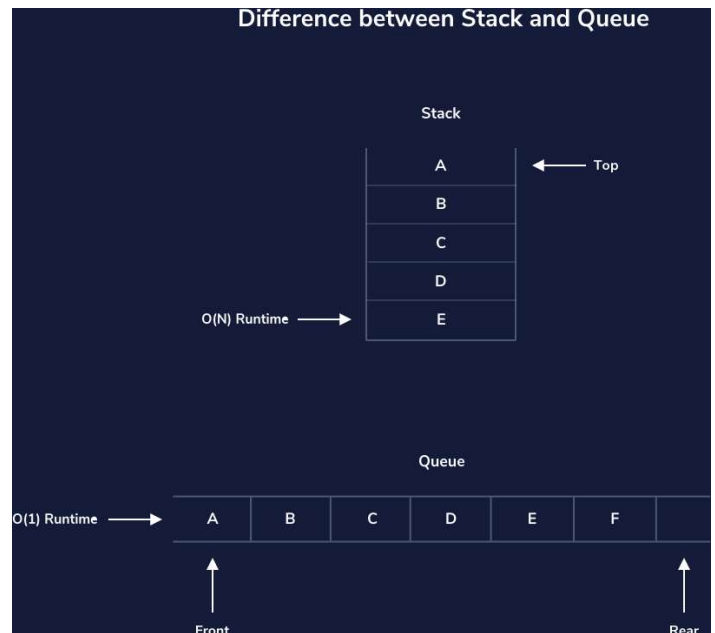 Difference between Stack and Queue
Stack
A
Top
B
C
D
O(N) Runtime
E
Queue
O(1) Runtime
A B C D E F
Front
Rear